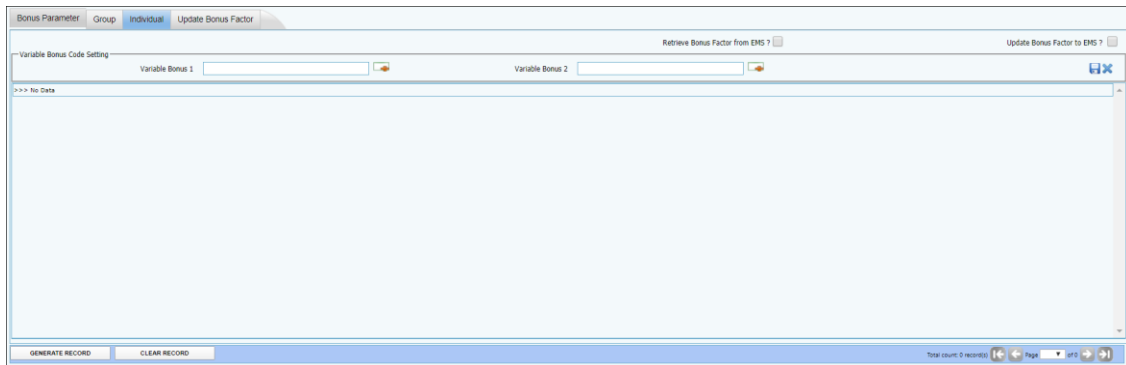 Bonus Parameter Group Individual Update Bonus Factor
Retrieve Bonus Factor from EMS ? Update Bonus Factor to EMS ?
Variable Bonus Code Setting
Variable Bonus 1 Variable Bonus 2
>>> No Data
GENERATE RECORD CLEAR RECORD Total count: 0 record(s) Page of 0